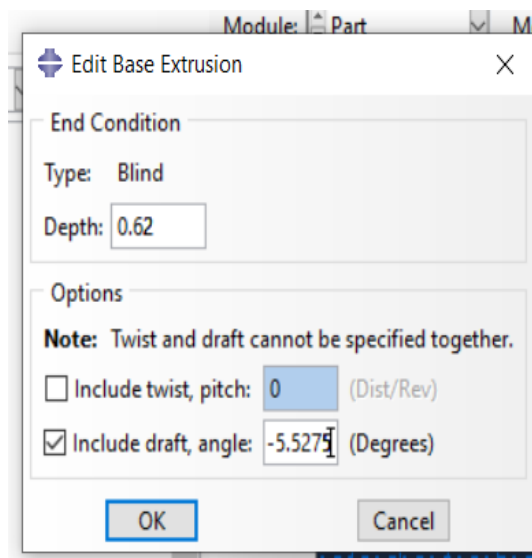 Module: Part M
Edit Base Extrusion
End Condition
Type: Blind
Depth: 0.62
Options
Note: Twist and draft cannot be specified together.
Include twist, pitch: 0 (Dist/Rev)
Include draft, angle: -5.5275 (Degrees)
OK Cancel